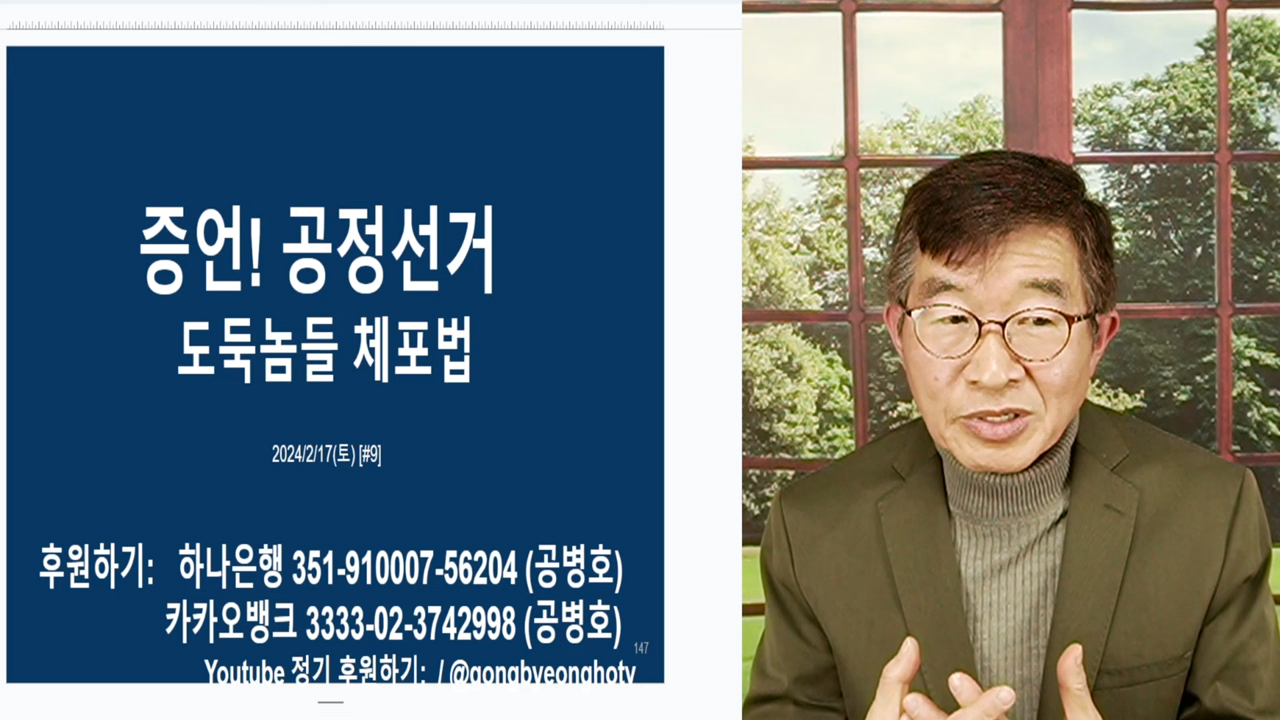 증언! 공정선거
도둑놈들 체포법
2024/2/17(토) [#9]
후원하기: 하나은행 351-910007-56204 (공병호)
카카오뱅크 3333-02-3742998 (공병호)
147
Youtube 정기 후원하기: / @gongbyeonghotv